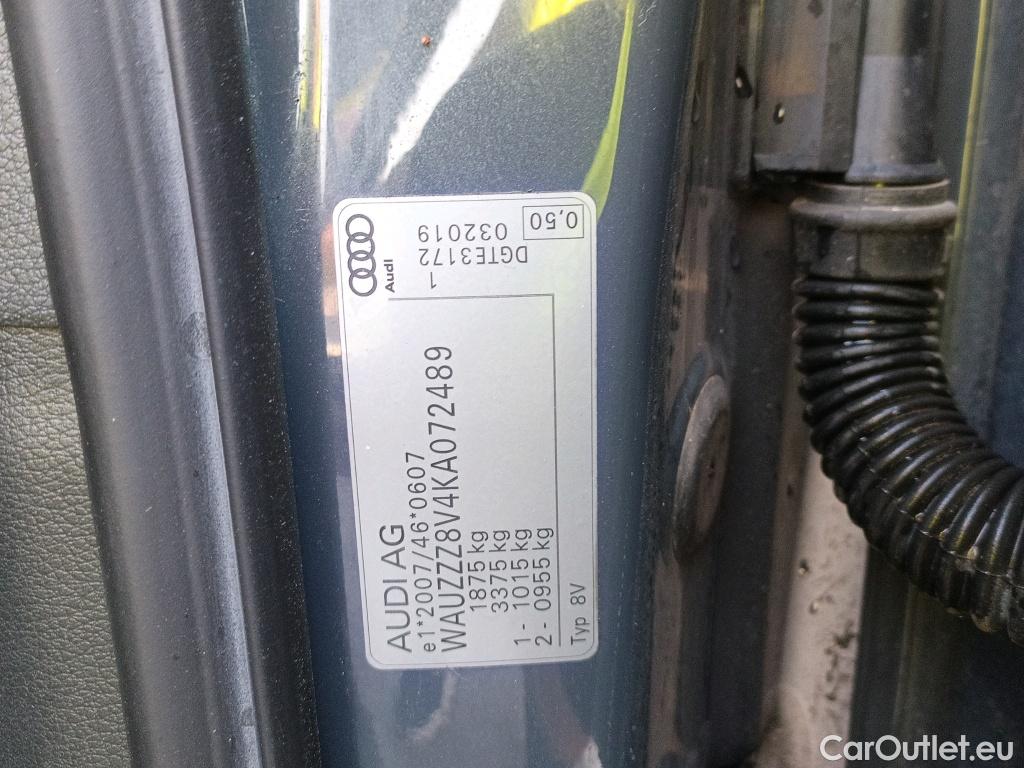 AUDI AG
e1*2007/46*0607
WAUZZZ8V4KA072489
1875 kg
3375 kg
1- 1015 kg
2- 0955 kg
Typ 8V
Audi
1
032019
DGTE3172
0,50
CarOutlet.eu